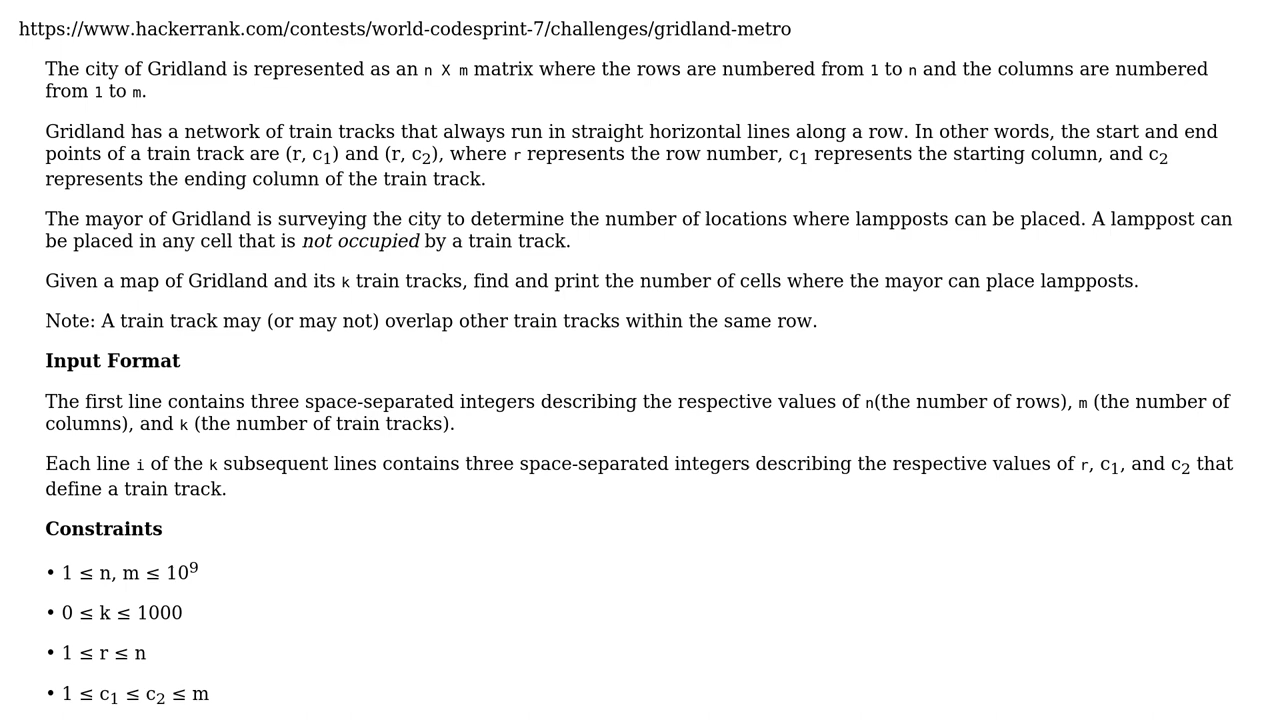 https://www.hackerrank.com/contests/world-codesprint-7/challenges/gridland-metro
The city of Gridland is represented as an n X m matrix where the rows are numbered from 1 to n and the columns are numbered
from 1 to m.
Gridland has a network of train tracks that always run in straight horizontal lines along a row. In other words, the start and end
points of a train track are (r, c1) and (r, c2), where r represents the row number, c1 represents the starting column, and c2
represents the ending column of the train track.
The mayor of Gridland is surveying the city to determine the number of locations where lampposts can be placed. A lamppost can
be placed in any cell that is not occupied by a train track.
Given a map of Gridland and its k train tracks, find and print the number of cells where the mayor can place lampposts.
Note: A train track may (or may not) overlap other train tracks within the same row.
Input Format
The first line contains three space-separated integers describing the respective values of n(the number of rows), m (the number of
columns), and k (the number of train tracks).
Each line i of the k subsequent lines contains three space-separated integers describing the respective values of r, c1, and c2 that
define a train track.
Constraints
• 1 ≤ n, m ≤ 10⁹
• 0 ≤ k ≤ 1000
• 1 ≤ r ≤ n
• 1 ≤ c1 ≤ c2 ≤ m